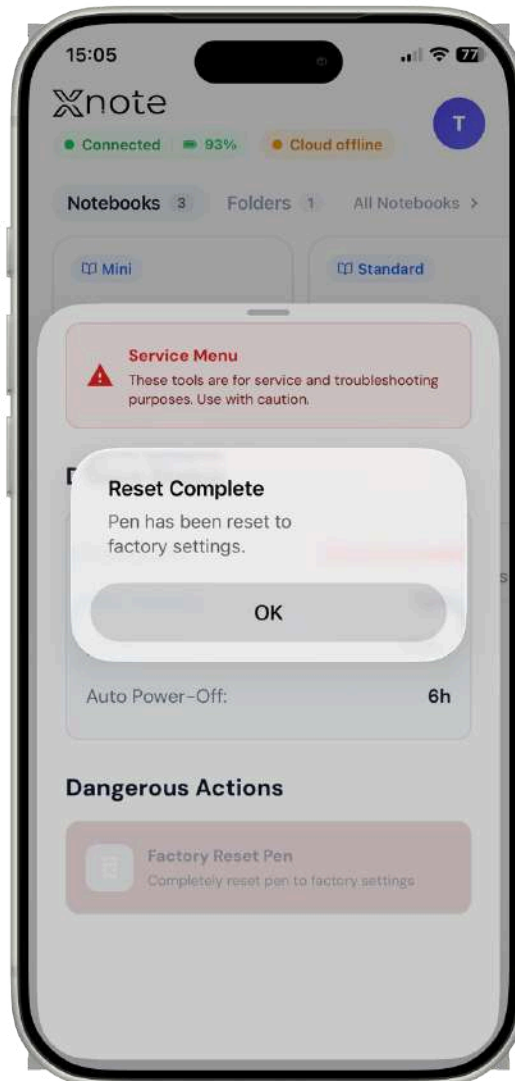 15:05
77
Xnote
T
Connected 93% Cloud offline
Notebooks 3 Folders 1 All Notebooks >
Mini
Standard
Service Menu
These tools are for service and troubleshooting
purposes. Use with caution.
Reset Complete
Pen has been reset to
factory settings.
OK
Auto Power-Off: 6h
Dangerous Actions
Factory Reset Pen
Completely reset pen to factory settings